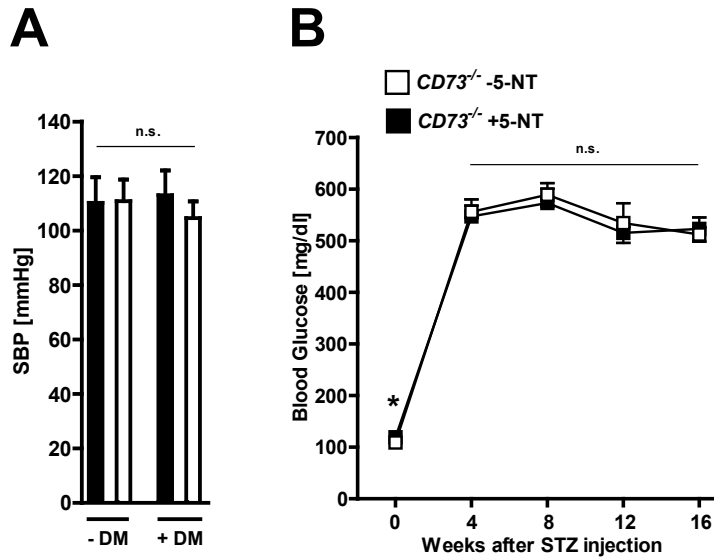 A
B
CD73-/- -5-NT
CD73-/- +5-NT
SBP [mmHg]
140
120
100
80
60
40
20
0
n.s.
- DM + DM
Blood Glucose [mg/dl]
700
600
500
400
300
200
100
0
n.s.
*
0 4 8 12 16
Weeks after STZ injection